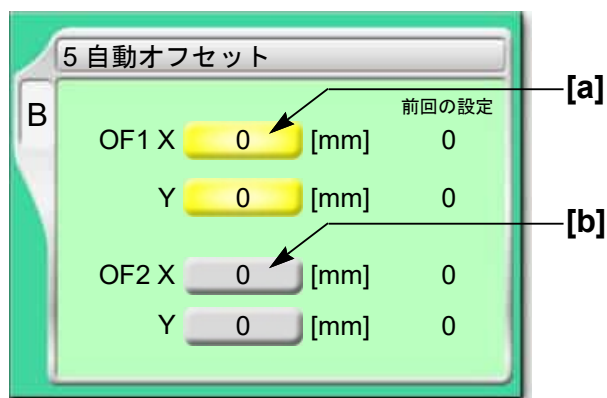 5 自動オフセット
[a]
B
前回の設定
OF1 X 0 [mm] 0
Y 0 [mm] 0
[b]
OF2 X 0 [mm] 0
Y 0 [mm] 0